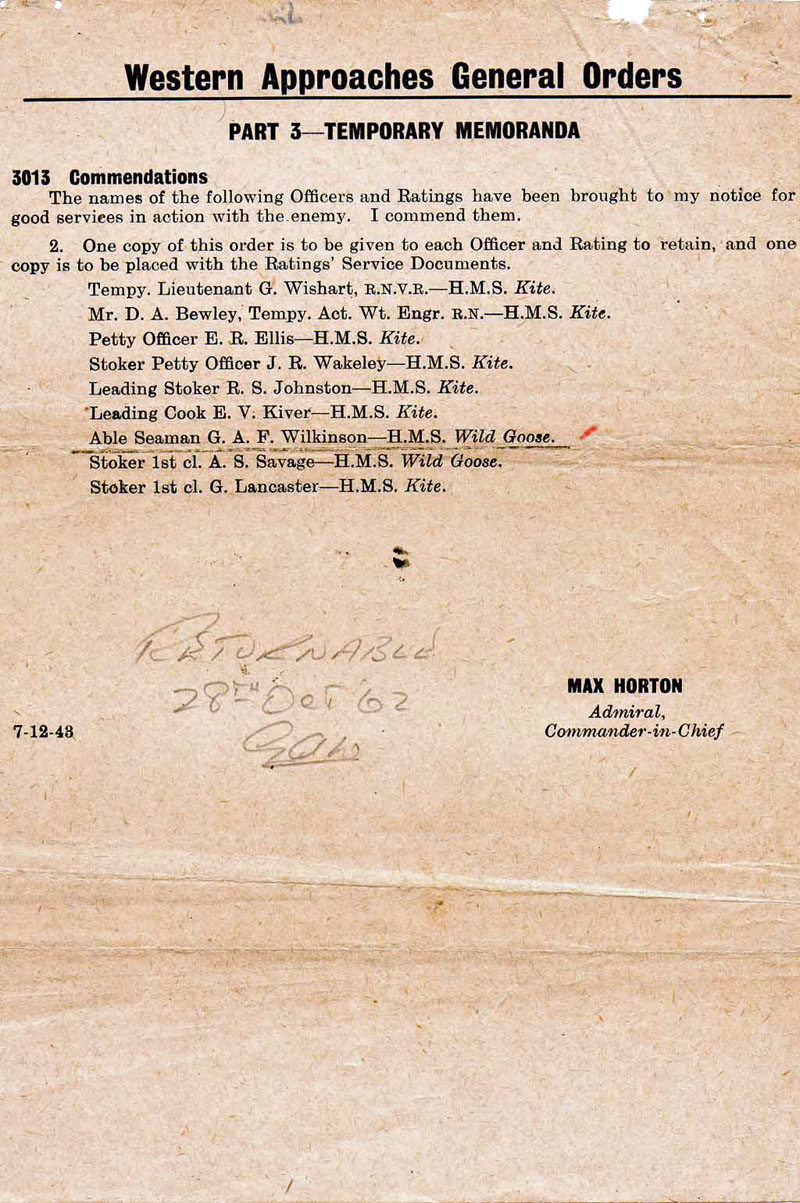 Western Approaches General Orders
PART 3—TEMPORARY MEMORANDA
3013 Commendations
The names of the following Officers and Ratings have been brought to my notice for
good services in action with the enemy. I commend them.
2. One copy of this order is to be given to each Officer and Rating to retain, and one
copy is to be placed with the Ratings' Service Documents.
Tempy. Lieutenant G. Wishart, R.N.V.R.—H.M.S. Kite.
Mr. D. A. Bewley, Tempy. Act. Wt. Engr. R.N.—H.M.S. Kite.
Petty Officer E. R. Ellis—H.M.S. Kite.
Stoker Petty Officer J. R. Wakeley—H.M.S. Kite.
Leading Stoker R. S. Johnston—H.M.S. Kite.
Leading Cook E. V. Kiver—H.M.S. Kite.
Able Seaman G. A. F. Wilkinson—H.M.S. Wild Goose.
Stoker 1st cl. A. S. Savage—H.M.S. Wild Goose.
Stoker 1st cl. G. Lancaster—H.M.S. Kite.
RETURNABLE
28TH Oct 62
GAW
MAX HORTON
Admiral,
7-12-43 Commander-in-Chief